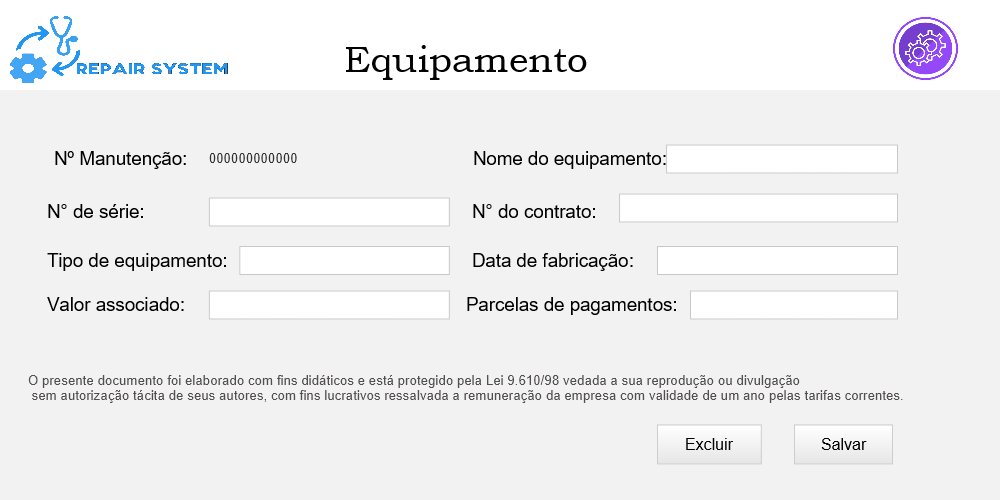 REPAIR SYSTEM
Equipamento
Nº Manutenção: 000000000000 Nome do equipamento:
N° de série: N° do contrato:
Tipo de equipamento: Data de fabricação:
Valor associado: Parcelas de pagamentos:
O presente documento foi elaborado com fins didáticos e está protegido pela Lei 9.610/98 vedada a sua reprodução ou divulgação
sem autorização tácita de seus autores, com fins lucrativos ressalvada a remuneração da empresa com validade de um ano pelas tarifas correntes.
Excluir Salvar